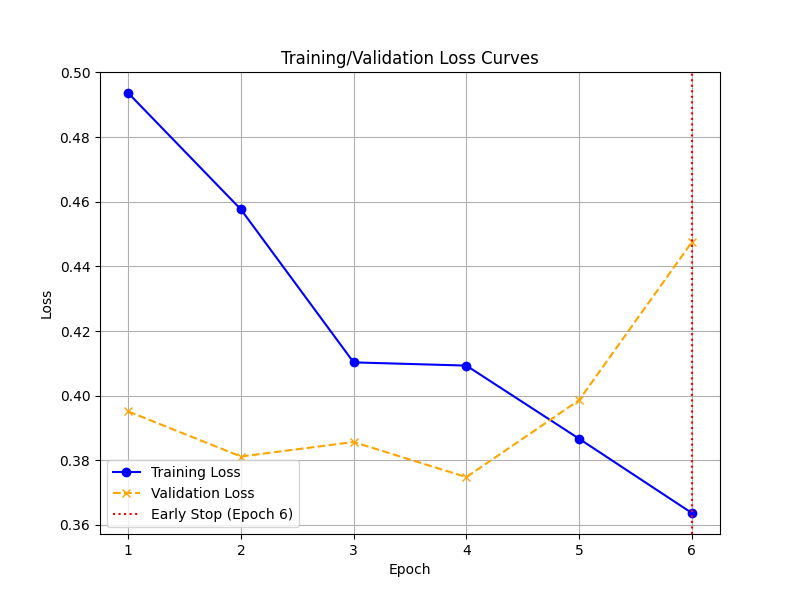 Training/Validation Loss Curves
0.50
0.48
0.46
0.44
0.42
0.40
0.38
0.36
Loss
Training Loss
Validation Loss
Early Stop (Epoch 6)
1 2 3 4 5 6
Epoch